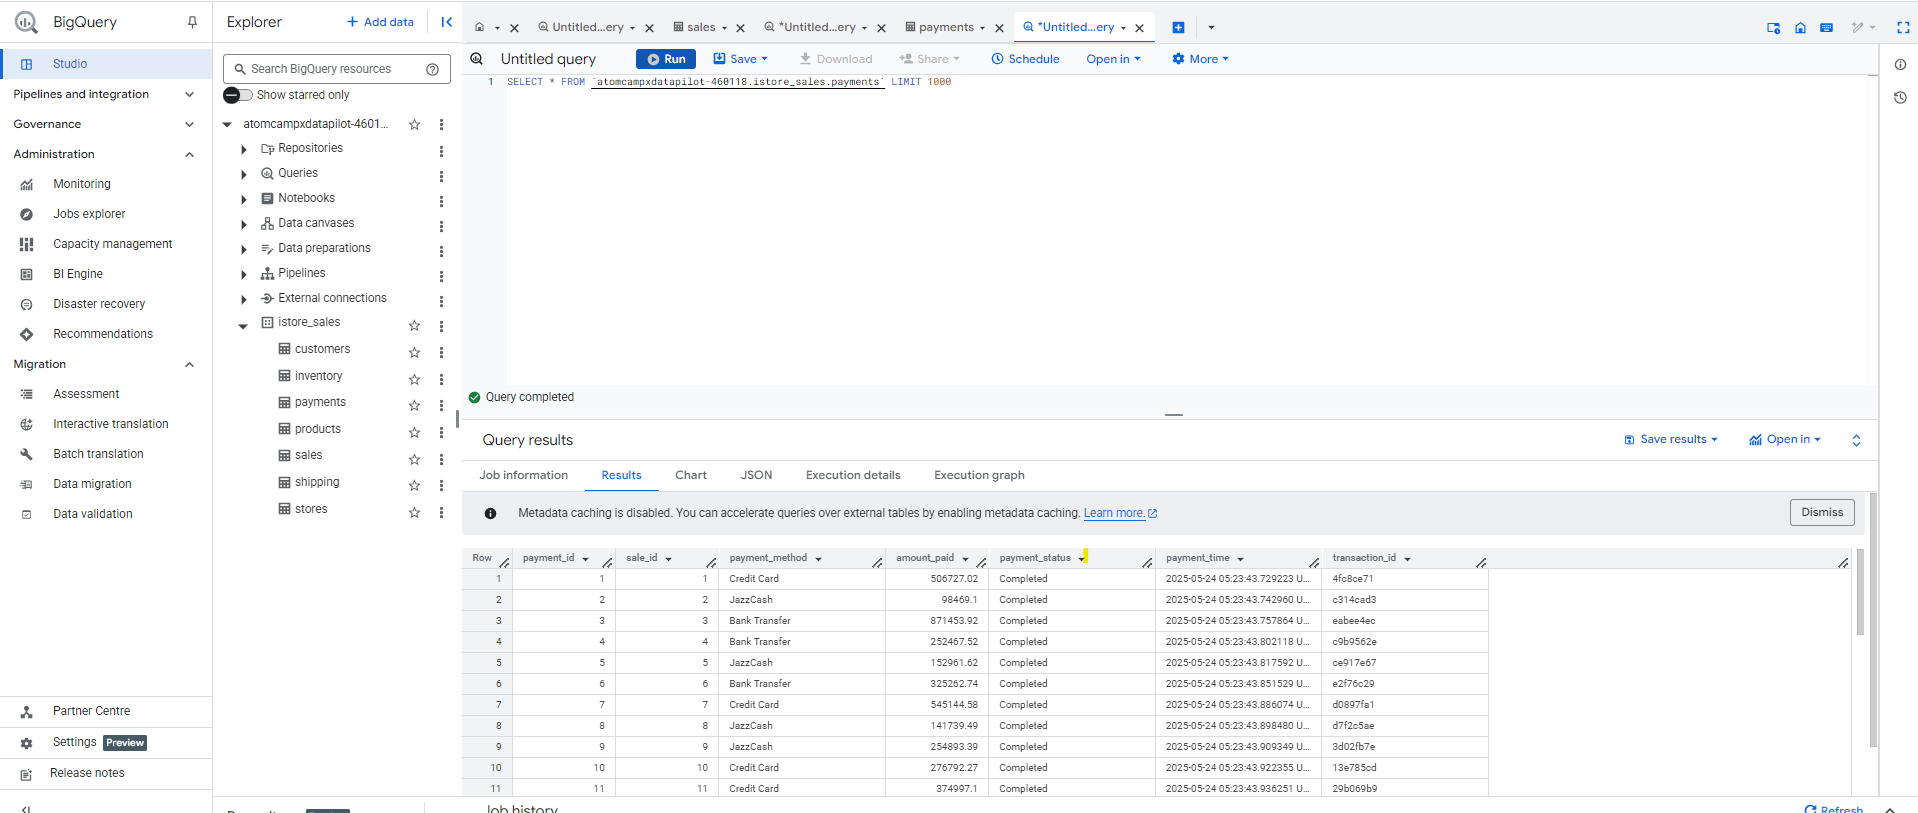 BigQuery
Studio
Pipelines and integration
Governance
Administration
Monitoring
Jobs explorer
Capacity management
BI Engine
Disaster recovery
Recommendations
Migration
Assessment
Interactive translation
Batch translation
Data migration
Data validation
Partner Centre
Settings Preview
Release notes
Explorer + Add data
Search BigQuery resources
Show starred only
atomcampxdatapilot-4601...
Repositories
Queries
Notebooks
Data canvases
Data preparations
Pipelines
External connections
istore_sales
customers
inventory
payments
products
sales
shipping
stores
Untitled...ery sales *Untitled...ery payments *Untitled...ery
Untitled query Run Save Download Share Schedule Open in More
1 SELECT * FROM `atomcampxdatapilot-460118.istore_sales.payments` LIMIT 1000
Query completed
Query results Save results Open in
Job information Results Chart JSON Execution details Execution graph
Metadata caching is disabled. You can accelerate queries over external tables by enabling metadata caching. Learn more. Dismiss
Row payment_id sale_id payment_method amount_paid payment_status payment_time transaction_id
1 1 1 Credit Card 506727.02 Completed 2025-05-24 05:23:43.729223 U... 4fc8ce71
2 2 2 JazzCash 98469.1 Completed 2025-05-24 05:23:43.742960 U... c314cad3
3 3 3 Bank Transfer 871453.92 Completed 2025-05-24 05:23:43.757864 U... eabee4ec
4 4 4 Bank Transfer 252467.52 Completed 2025-05-24 05:23:43.802118 U... c9b9562e
5 5 5 JazzCash 152961.62 Completed 2025-05-24 05:23:43.817592 U... ce917e67
6 6 6 Bank Transfer 325262.74 Completed 2025-05-24 05:23:43.851529 U... e2f76c29
7 7 7 Credit Card 545144.58 Completed 2025-05-24 05:23:43.886074 U... d0897fa1
8 8 8 JazzCash 141739.49 Completed 2025-05-24 05:23:43.898480 U... d7f2c5ae
9 9 9 JazzCash 254893.39 Completed 2025-05-24 05:23:43.909349 U... 3d02fb7e
10 10 10 Credit Card 276792.27 Completed 2025-05-24 05:23:43.922355 U... 13e785cd
11 11 11 Credit Card 374997.1 Completed 2025-05-24 05:23:43.936251 U... 29b069b9
Job history Refresh